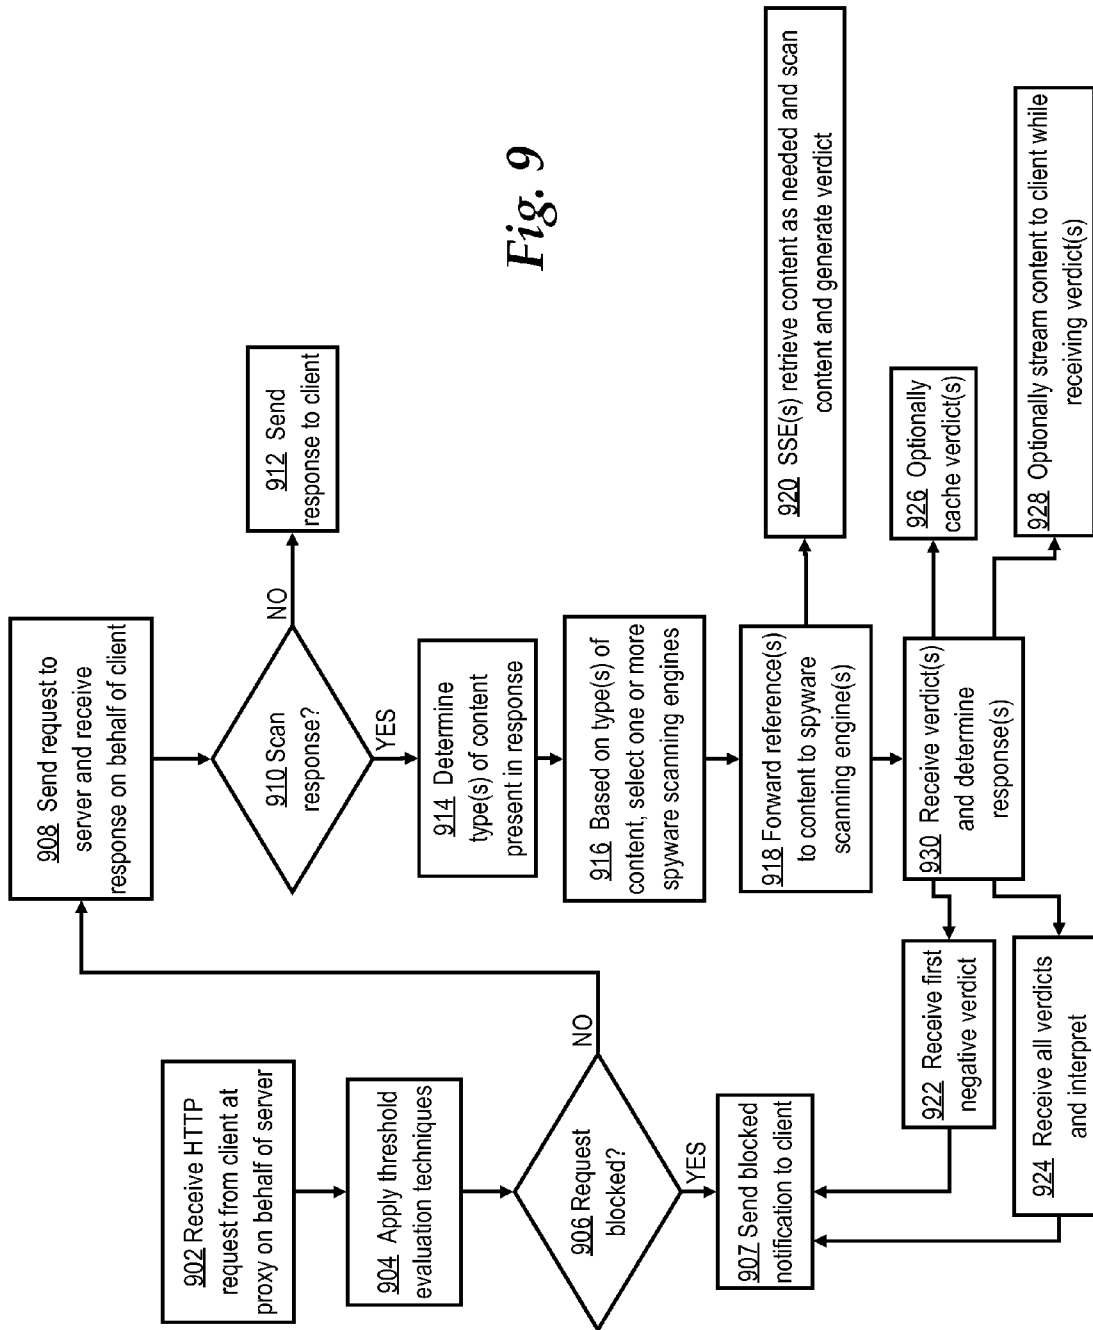 902 Receive HTTP
request from client at
proxy on behalf of server
904 Apply threshold
evaluation techniques
906 Request
blocked?
NO
YES
907 Send blocked
notification to client
908 Send request to
server and receive
response on behalf of client
910 Scan
response?
NO
YES
912 Send
response to client
914 Determine
type(s) of content
present in response
916 Based on type(s) of
content, select one or more
spyware scanning engines
918 Forward reference(s)
to content to spyware
scanning engine(s)
920 SSE(s) retrieve content as needed and scan
content and generate verdict
930 Receive verdict(s)
and determine
response(s)
922 Receive first
negative verdict
924 Receive all verdicts
and interpret
926 Optionally
cache verdict(s)
928 Optionally stream content to client while
receiving verdict(s)
Fig. 9